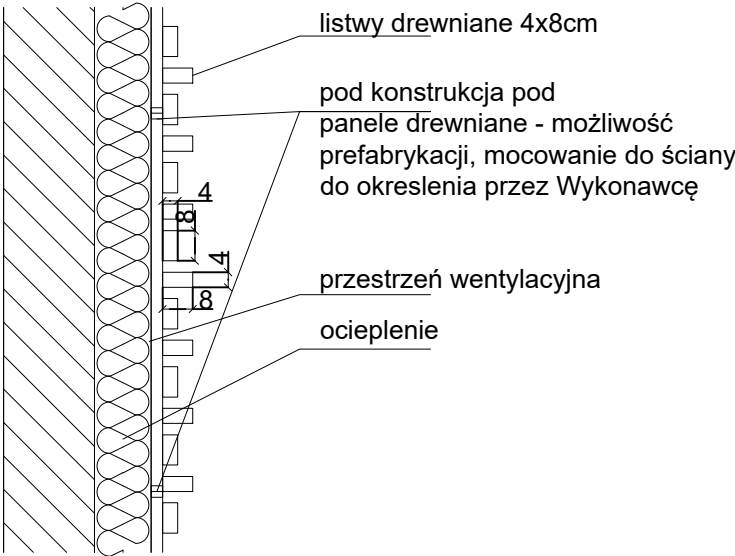 listwy drewniane 4x8cm
pod konstrukcja pod
panele drewniane - możliwość
prefabrykacji, mocowanie do ściany
do okreslenia przez Wykonawcę
4
8
4
8
przestrzeń wentylacyjna
ocieplenie